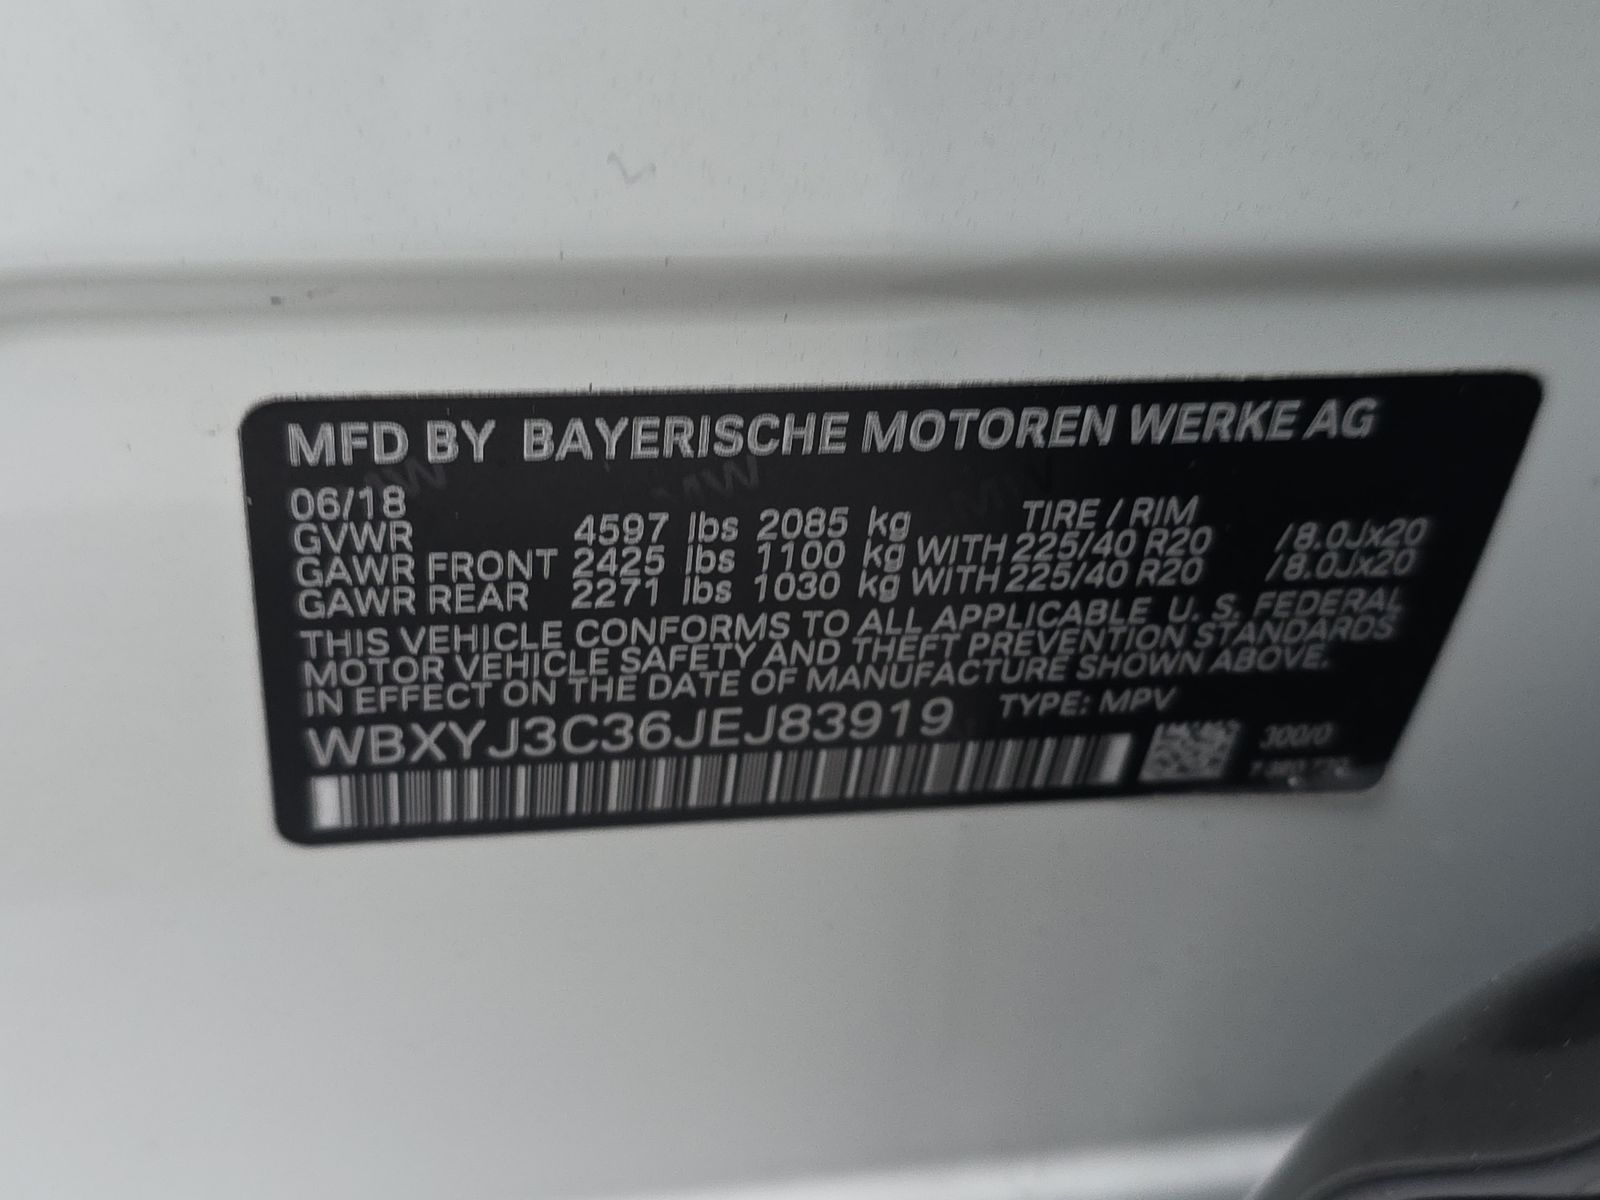 MFD BY BAYERISCHE MOTOREN WERKE AG
06/18 TIRE / RIM
GVWR 4597 lbs 2085 kg
GAWR FRONT 2425 lbs 1100 kg WITH 225/40 R20 /8.0Jx20
GAWR REAR 2271 lbs 1030 kg WITH 225/40 R20 /8.0Jx20
THIS VEHICLE CONFORMS TO ALL APPLICABLE U. S. FEDERAL
MOTOR VEHICLE SAFETY AND THEFT PREVENTION STANDARDS
IN EFFECT ON THE DATE OF MANUFACTURE SHOWN ABOVE.
WBXYJ3C36JEJ83919 TYPE: MPV
300/0